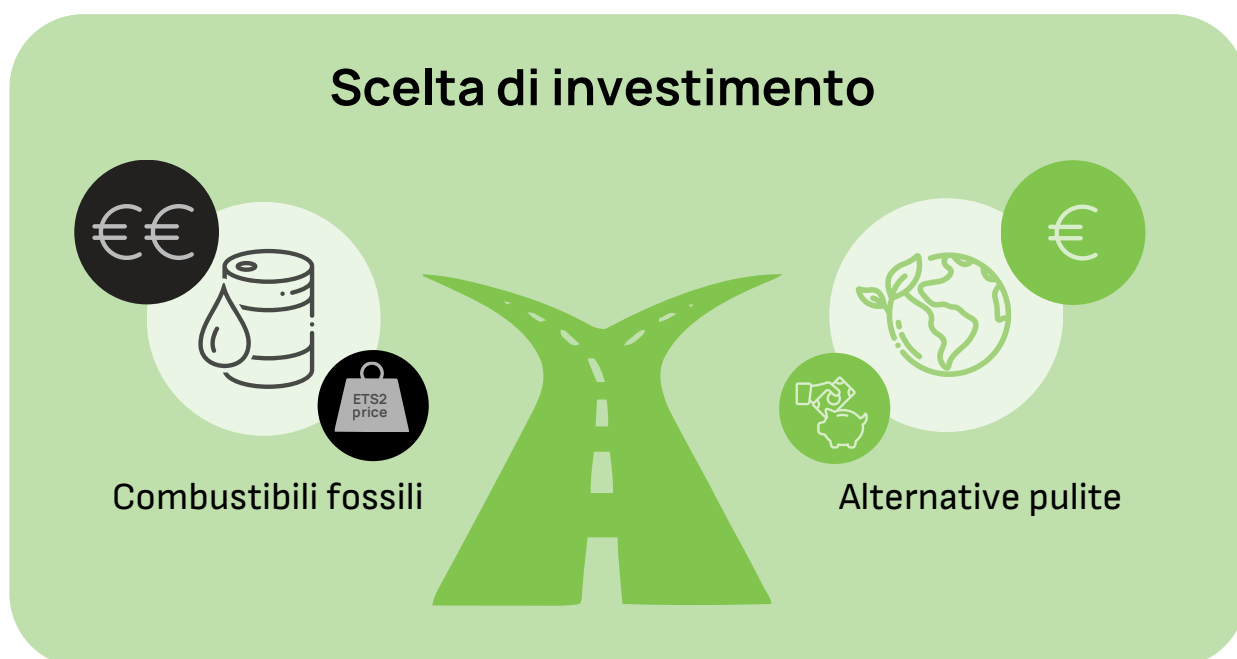 Scelta di investimento
€€
€
ETS2
price
Combustibili fossili
Alternative pulite